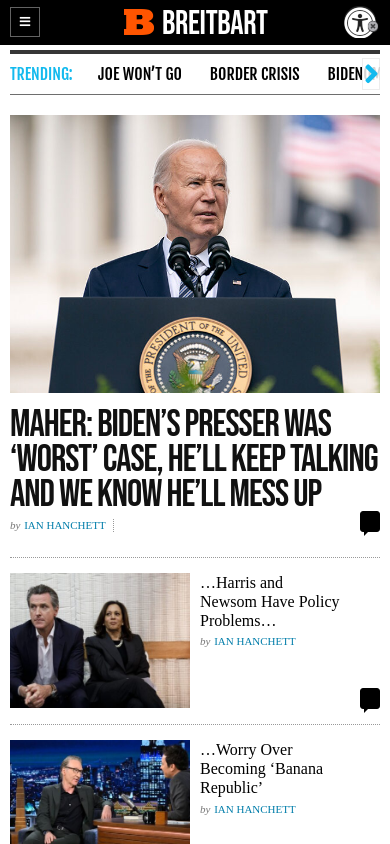 BREITBART
TRENDING:
JOE WON’T GO
BORDER CRISIS
BIDEN
SEAL OF THE PRESIDENT OF
MAHER: BIDEN’S PRESSER WAS
‘WORST’ CASE, HE’LL KEEP TALKING
AND WE KNOW HE’LL MESS UP
by IAN HANCHETT
…Harris and
Newsom Have Policy
Problems…
by IAN HANCHETT
…Worry Over
Becoming ‘Banana
Republic’
by IAN HANCHETT